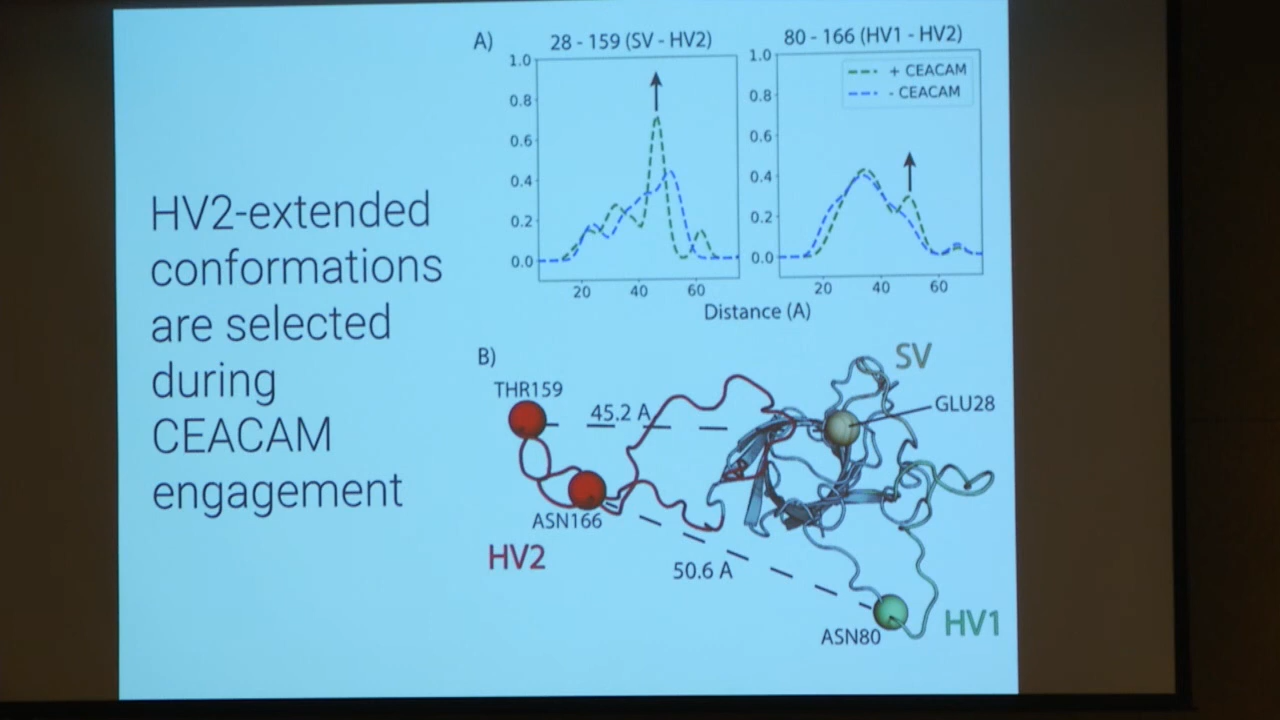 HV2-extended
conformations
are selected
during
CEACAM
engagement
A)
28 - 159 (SV - HV2)
1.0
0.8
0.6
0.4
0.2
0.0
20 40 60
80 - 166 (HV1 - HV2)
1.0
0.8
0.6
0.4
0.2
0.0
20 40 60
+ CEACAM
- CEACAM
Distance (A)
B)
THR159
45.2 A
SV
GLU28
ASN166
HV2
50.6 A
ASN80
HV1